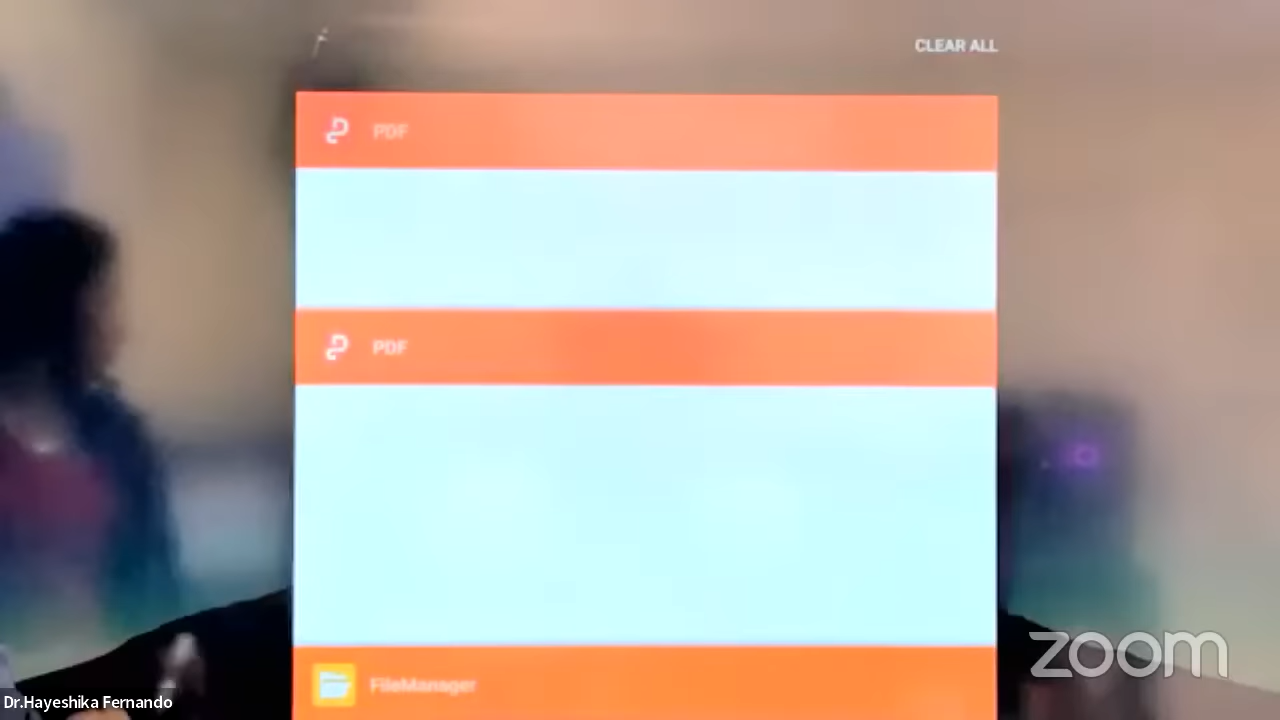 CLEAR ALL
PDF
PDF
FileManager
zoom
Dr.Hayeshika Fernando